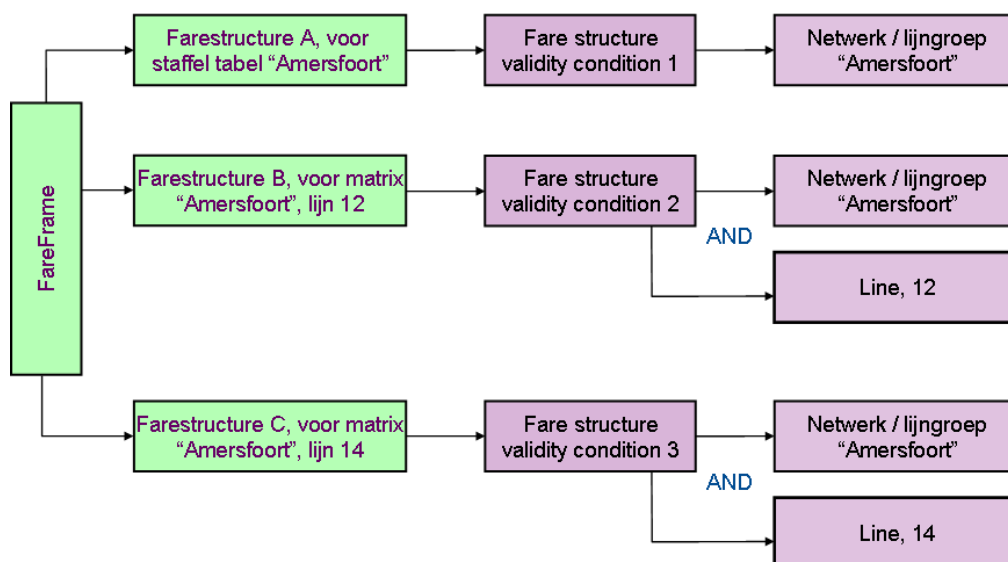 FareFrame
Farestructure A, voor
staffel tabel “Amersfoort”
Fare structure
validity condition 1
Netwerk / lijngroep
“Amersfoort”
Farestructure B, voor matrix
“Amersfoort”, lijn 12
Fare structure
validity condition 2
Netwerk / lijngroep
“Amersfoort”
AND
Line, 12
Farestructure C, voor matrix
“Amersfoort”, lijn 14
Fare structure
validity condition 3
Netwerk / lijngroep
“Amersfoort”
AND
Line, 14